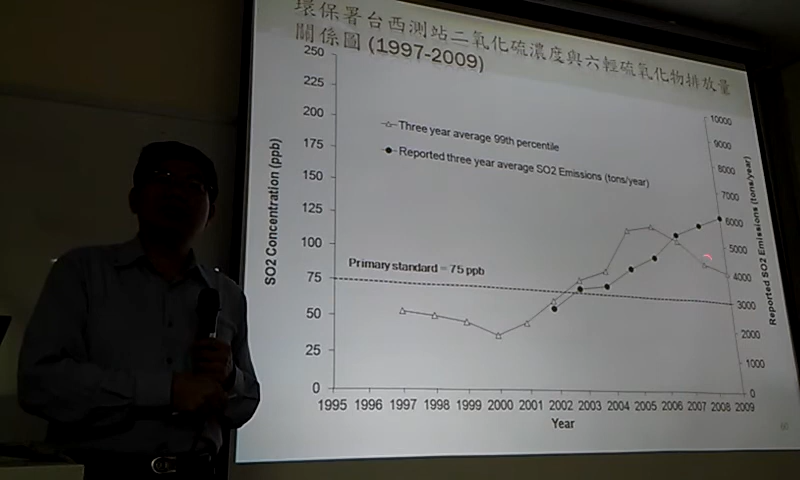 環保署台西測站二氧化硫濃度與六輕硫氧化物排放量
關係圖 (1997-2009)
250
225
200
175
150
125
100
75
50
25
0
SO2 Concentration (ppb)
Three year average 99th percentile
Reported three year average SO2 Emissions (tons/year)
Primary standard = 75 ppb
10000
9000
8000
7000
6000
5000
4000
3000
2000
1000
0
Reported SO2 Emissions (tons/year)
1995 1996 1997 1998 1999 2000 2001 2002 2003 2004 2005 2006 2007 2008 2009
Year